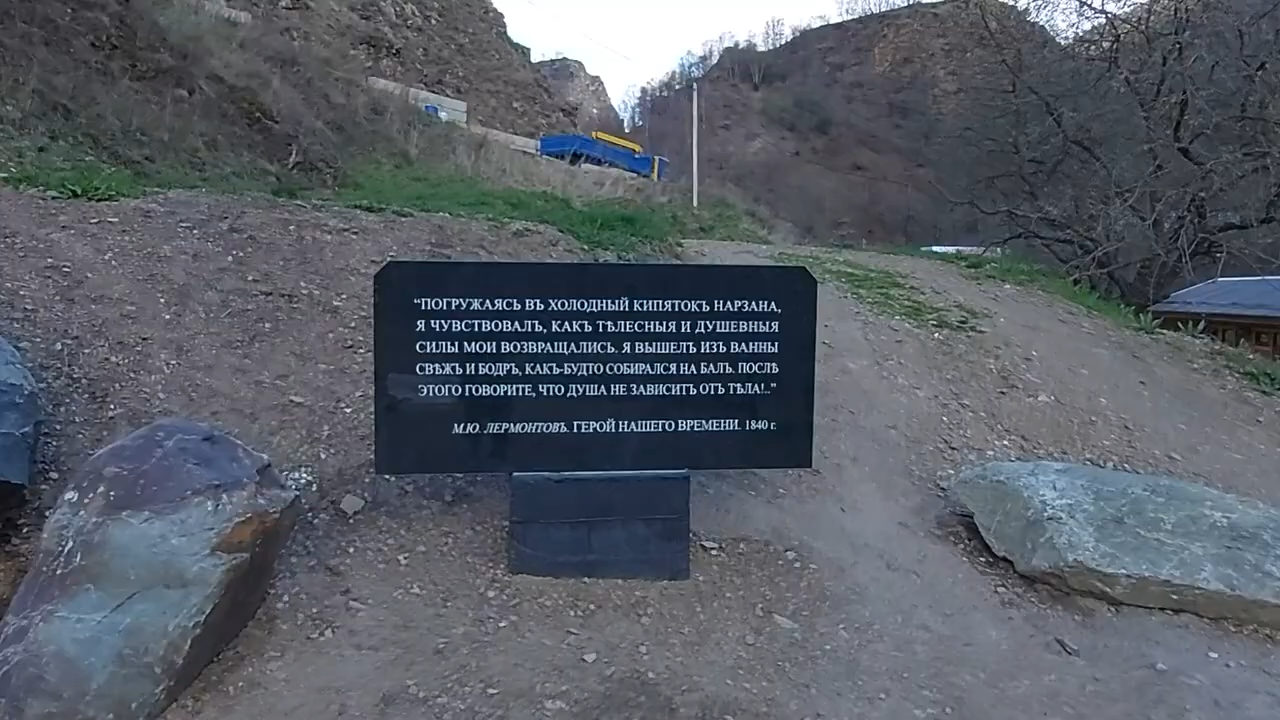 “ПОГРУЖАЯСЬ ВЪ ХОЛОДНЫЙ КИПЯТОКЪ НАРЗАНА,
Я ЧУВСТВОВАЛЪ, КАКЪ ТѢЛЕСНЫЯ И ДУШЕВНЫЯ
СИЛЫ МОИ ВОЗВРАЩАЛИСЬ. Я ВЫШЕЛЪ ИЗЪ ВАННЫ
СВѢЖЪ И БОДРЪ, КАКЪ-БУДТО СОБИРАЛСЯ НА БАЛЪ. ПОСЛѢ
ЭТОГО ГОВОРИТЕ, ЧТО ДУША НЕ ЗАВИСИТЪ ОТЪ ТѢЛА!..”
М.Ю. ЛЕРМОНТОВЪ. ГЕРОЙ НАШЕГО ВРЕМЕНИ. 1840 г.